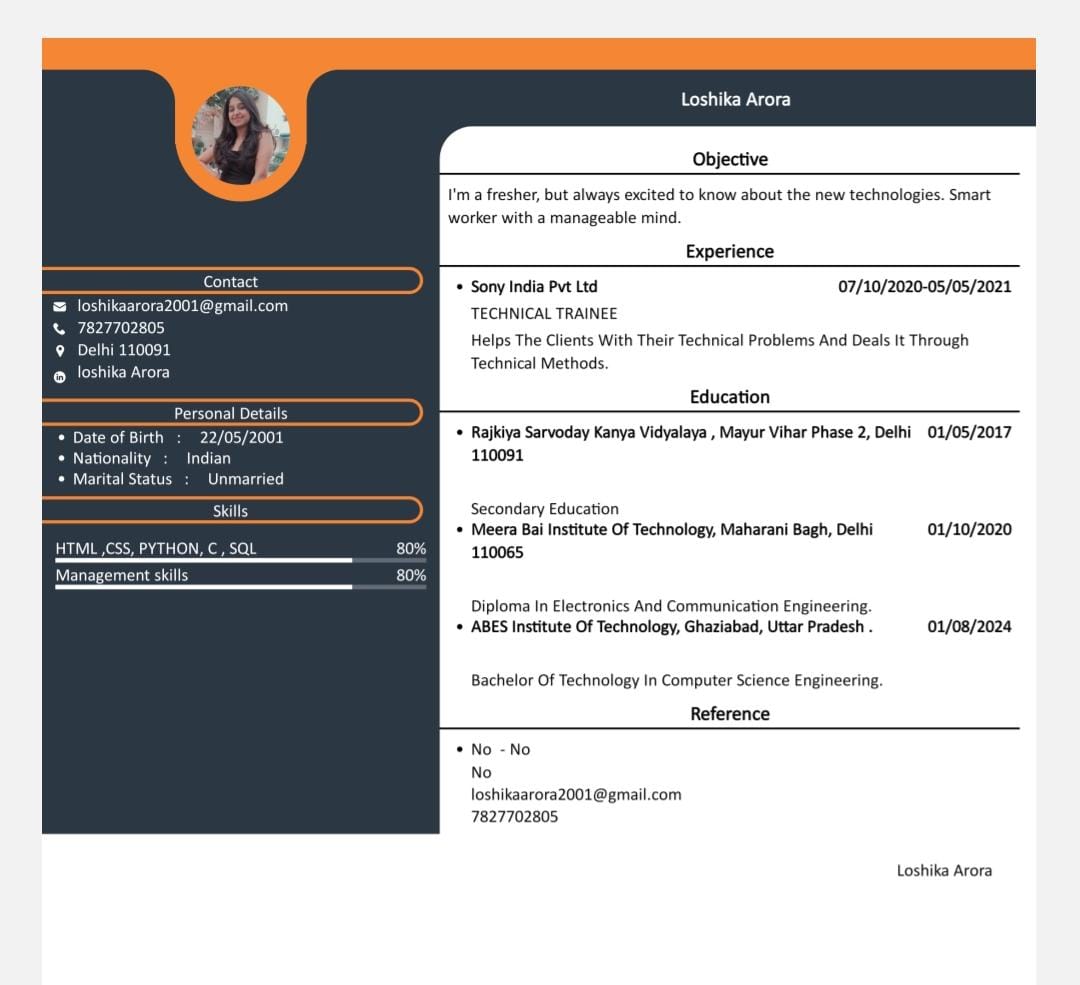 Loshika Arora
Contact
loshikaarora2001@gmail.com
7827702805
Delhi 110091
in loshika Arora
Personal Details
• Date of Birth : 22/05/2001
• Nationality : Indian
• Marital Status : Unmarried
Skills
HTML ,CSS, PYTHON, C , SQL 80%
Management skills 80%
Objective
I'm a fresher, but always excited to know about the new technologies. Smart
worker with a manageable mind.
Experience
• Sony India Pvt Ltd 07/10/2020-05/05/2021
TECHNICAL TRAINEE
Helps The Clients With Their Technical Problems And Deals It Through
Technical Methods.
Education
• Rajkiya Sarvoday Kanya Vidyalaya , Mayur Vihar Phase 2, Delhi 01/05/2017
110091
Secondary Education
• Meera Bai Institute Of Technology, Maharani Bagh, Delhi 01/10/2020
110065
Diploma In Electronics And Communication Engineering.
• ABES Institute Of Technology, Ghaziabad, Uttar Pradesh . 01/08/2024
Bachelor Of Technology In Computer Science Engineering.
Reference
• No - No
No
loshikaarora2001@gmail.com
7827702805
Loshika Arora